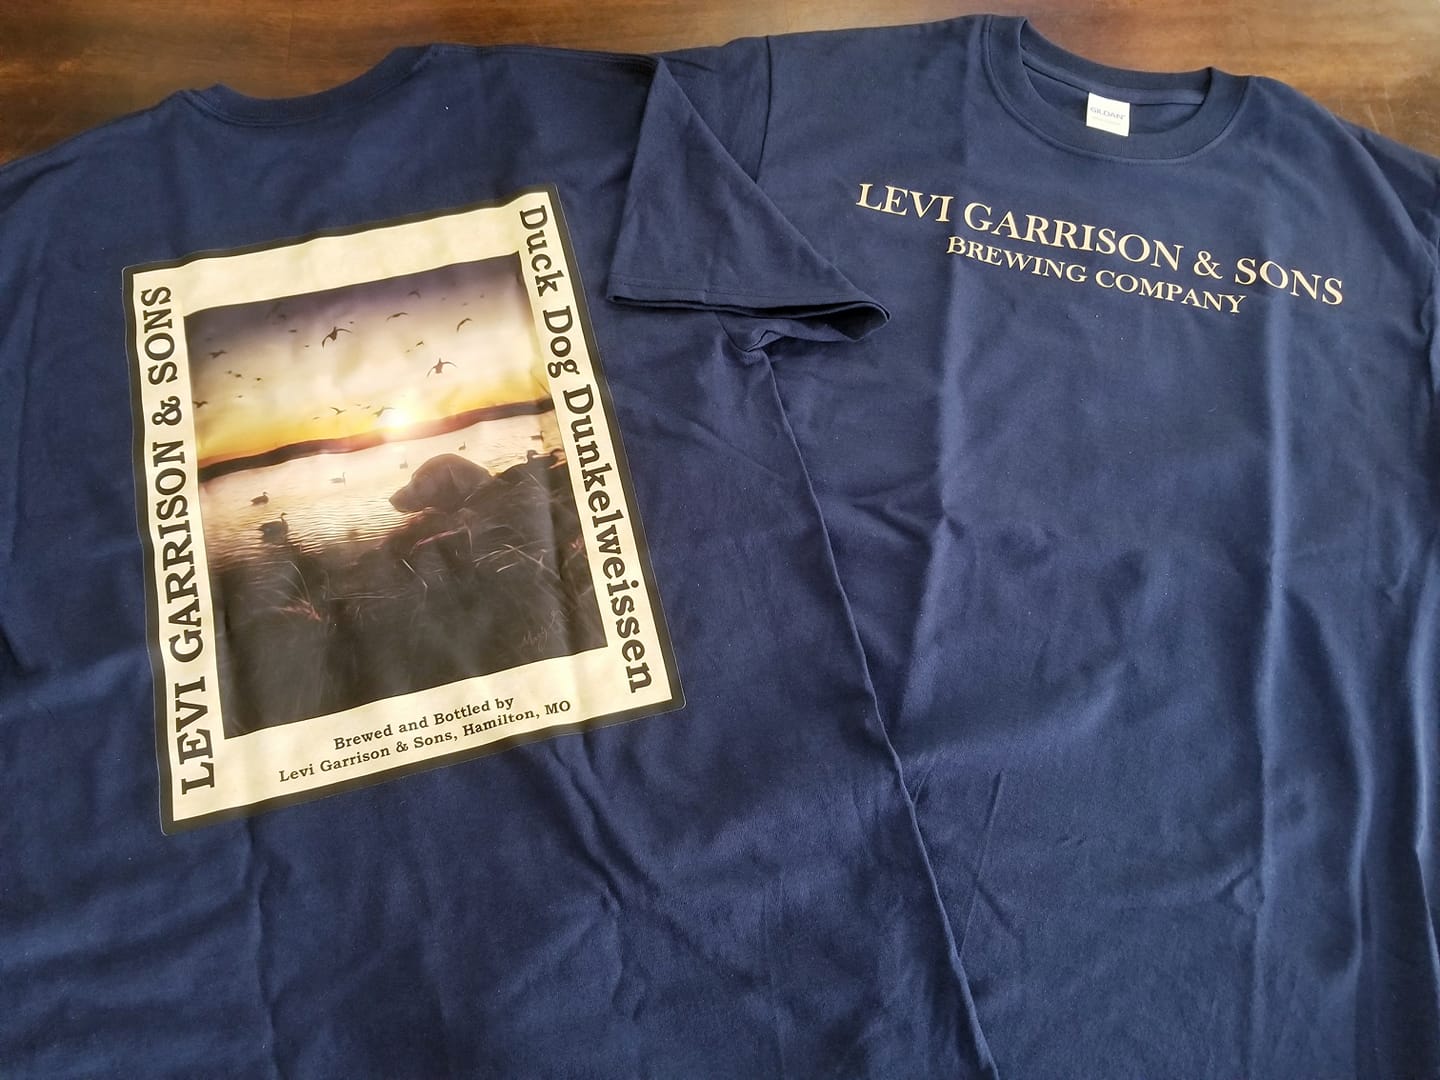 LEVI GARRISON & SONS
Duck Dog Dunkelweissen
Brewed and Bottled by
Levi Garrison & Sons, Hamilton, MO
GILDAN
LEVI GARRISON & SONS
BREWING COMPANY